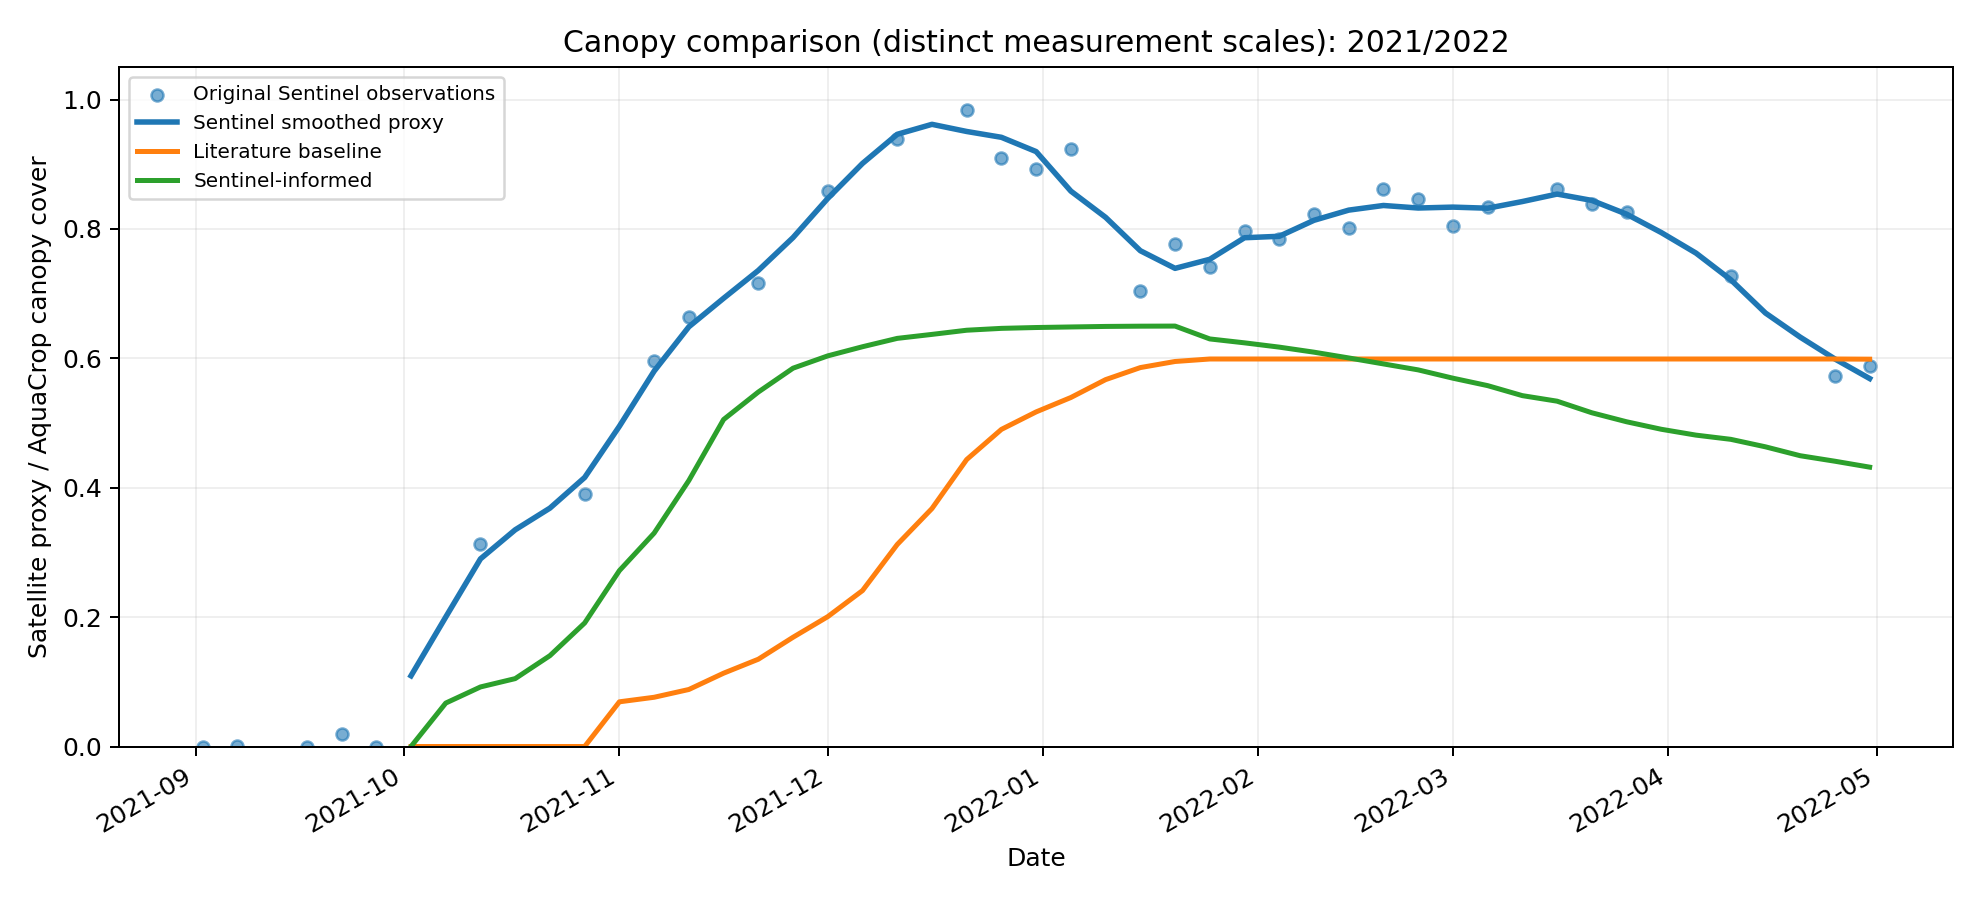 Canopy comparison (distinct measurement scales): 2021/2022
Original Sentinel observations
Sentinel smoothed proxy
Literature baseline
Sentinel-informed
Satellite proxy / AquaCrop canopy cover
1.0
0.8
0.6
0.4
0.2
0.0
2021-09
2021-10
2021-11
2021-12
2022-01
2022-02
2022-03
2022-04
2022-05
Date